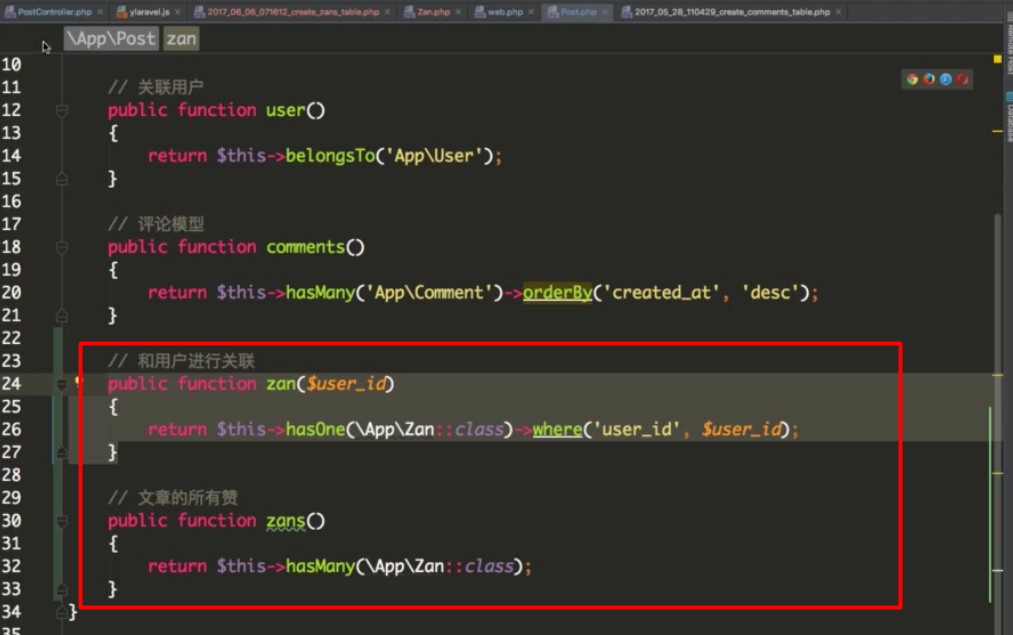 PostController.php × ylaravel.js × 2017_06_06_071612_create_zans_table.php × Zan.php × web.php × Post.php × 2017_05_28_110429_create_comments_table.php ×
\App\Post zan
10
11 // 关联用户
12 public function user()
13 {
14 return $this->belongsTo('App\User');
15 }
16
17 // 评论模型
18 public function comments()
19 {
20 return $this->hasMany('App\Comment')->orderBy('created_at', 'desc');
21 }
22
23 // 和用户进行关联
24 public function zan($user_id)
25 {
26 return $this->hasOne(\App\Zan::class)->where('user_id', $user_id);
27 }
28
29 // 文章的所有赞
30 public function zans()
31 {
32 return $this->hasMany(\App\Zan::class);
33 }
34 }
35
Remote Host
Database